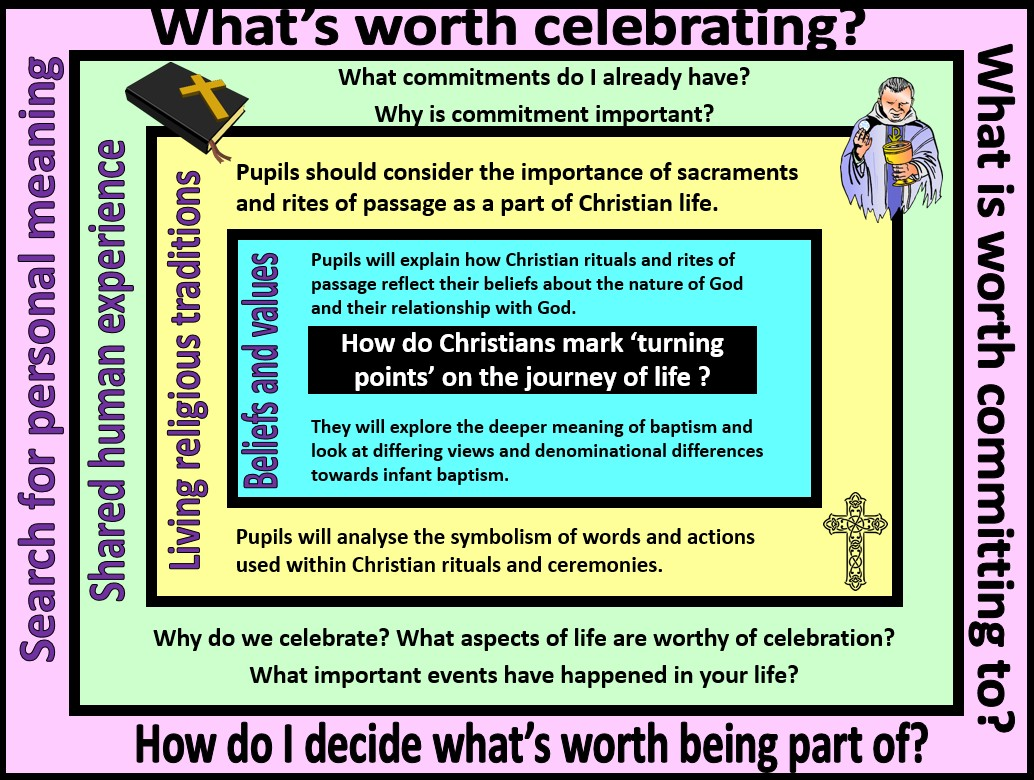 What’s worth celebrating?
Search for personal meaning
What is worth committing to?
How do I decide what’s worth being part of?
Shared human experience
What commitments do I already have?
Why is commitment important?
Why do we celebrate? What aspects of life are worthy of celebration?
What important events have happened in your life?
Living religious traditions
Pupils should consider the importance of sacraments
and rites of passage as a part of Christian life.
Pupils will analyse the symbolism of words and actions
used within Christian rituals and ceremonies.
Beliefs and values
Pupils will explain how Christian rituals and rites of
passage reflect their beliefs about the nature of God
and their relationship with God.
How do Christians mark ‘turning
points’ on the journey of life ?
They will explore the deeper meaning of baptism and
look at differing views and denominational differences
towards infant baptism.